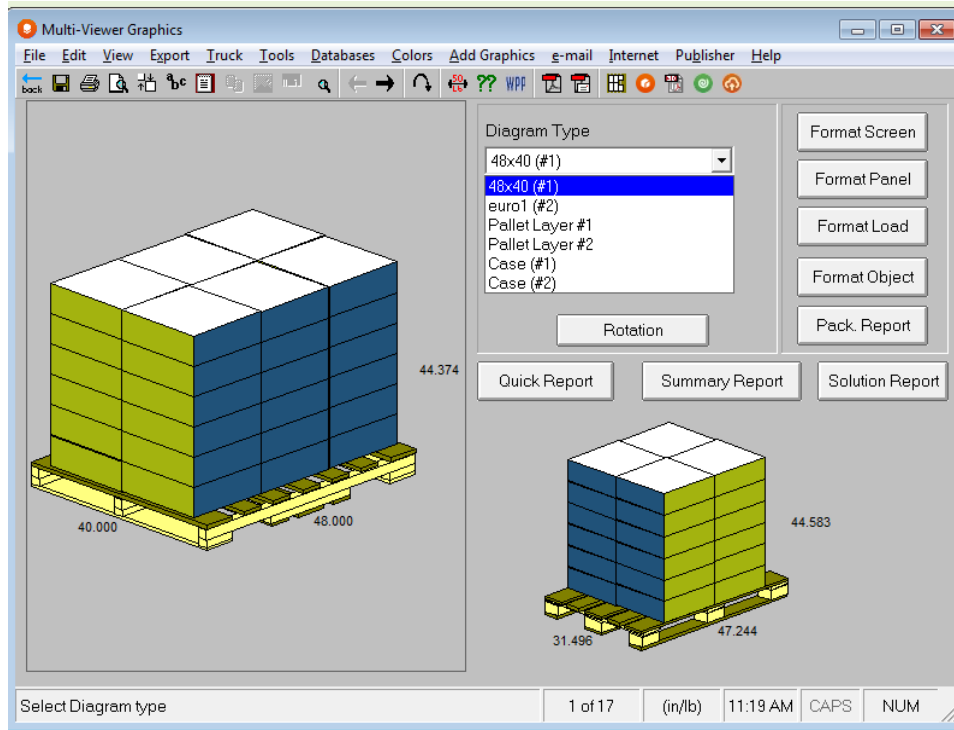 Multi-Viewer Graphics
File Edit View Export Truck Tools Databases Colors Add Graphics e-mail Internet Publisher Help
back abc 50 LB ?? WPP
Diagram Type
48x40 (#1)
48x40 (#1)
euro1 (#2)
Pallet Layer #1
Pallet Layer #2
Case (#1)
Case (#2)
Rotation
Format Screen
Format Panel
Format Load
Format Object
Pack. Report
Quick Report Summary Report Solution Report
44.374
40.000 48.000
44.583
31.496 47.244
Select Diagram type 1 of 17 (in/lb) 11:19 AM CAPS NUM